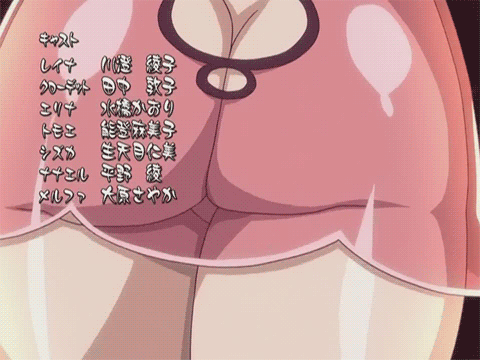 キャスト
レイナ 川澄 綾子
クローデット 田中 敦子
エリナ 水橋かおり
トモエ 能登麻美子
シズカ 生天目仁美
ナナエル 平野 綾
メルファ 大原さやか